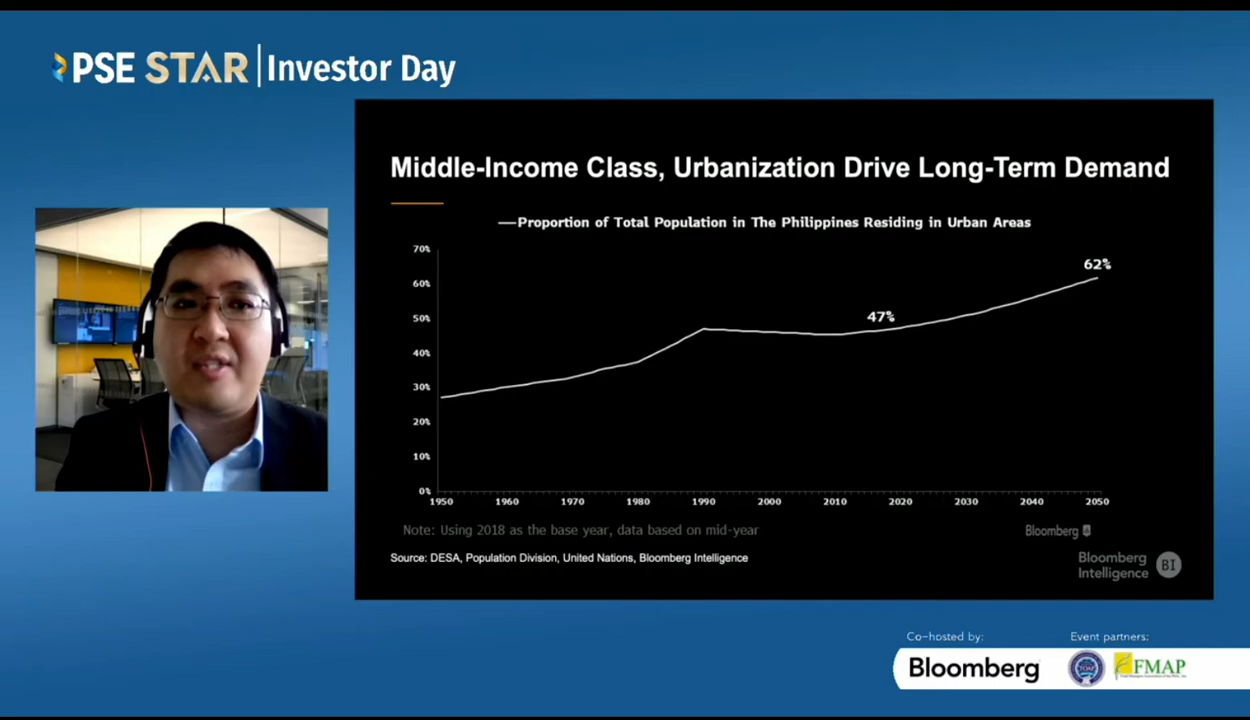 PSE STAR | Investor Day
Middle-Income Class, Urbanization Drive Long-Term Demand
Proportion of Total Population in The Philippines Residing in Urban Areas
70%
60%
50%
40%
30%
20%
10%
0%
62%
47%
1950 1960 1970 1980 1990 2000 2010 2020 2030 2040 2050
Note: Using 2018 as the base year, data based on mid-year
Bloomberg
Source: DESA, Population Division, United Nations, Bloomberg Intelligence
Bloomberg
Intelligence
BI
Co-hosted by:
Event partners:
Bloomberg
FMAP